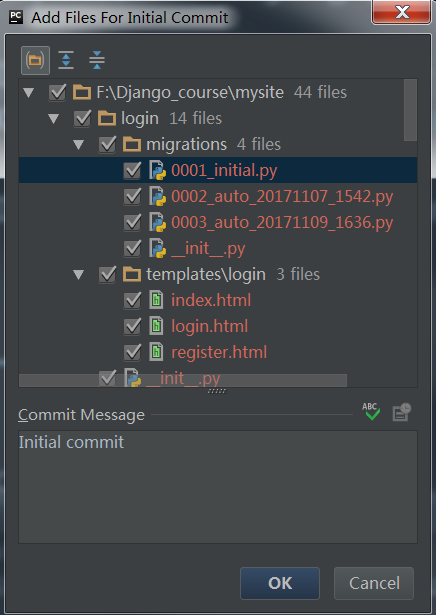 PC Add Files For Initial Commit
F:\Django_course\mysite 44 files
login 14 files
migrations 4 files
0001_initial.py
0002_auto_20171107_1542.py
0003_auto_20171109_1636.py
__init__.py
templates\login 3 files
index.html
login.html
register.html
__init__.py
Commit Message
ABC
Initial commit
OK
Cancel